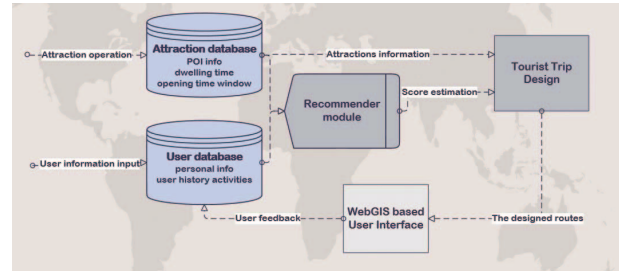 Attraction operation
Attraction database
POI info
dwelling time
opening time window
Attractions information
Tourist Trip
Design
Recommender
module
Score estimation
User information input
User database
personal info
user history activities
User feedback
WebGIS based
User Interface
The designed routes